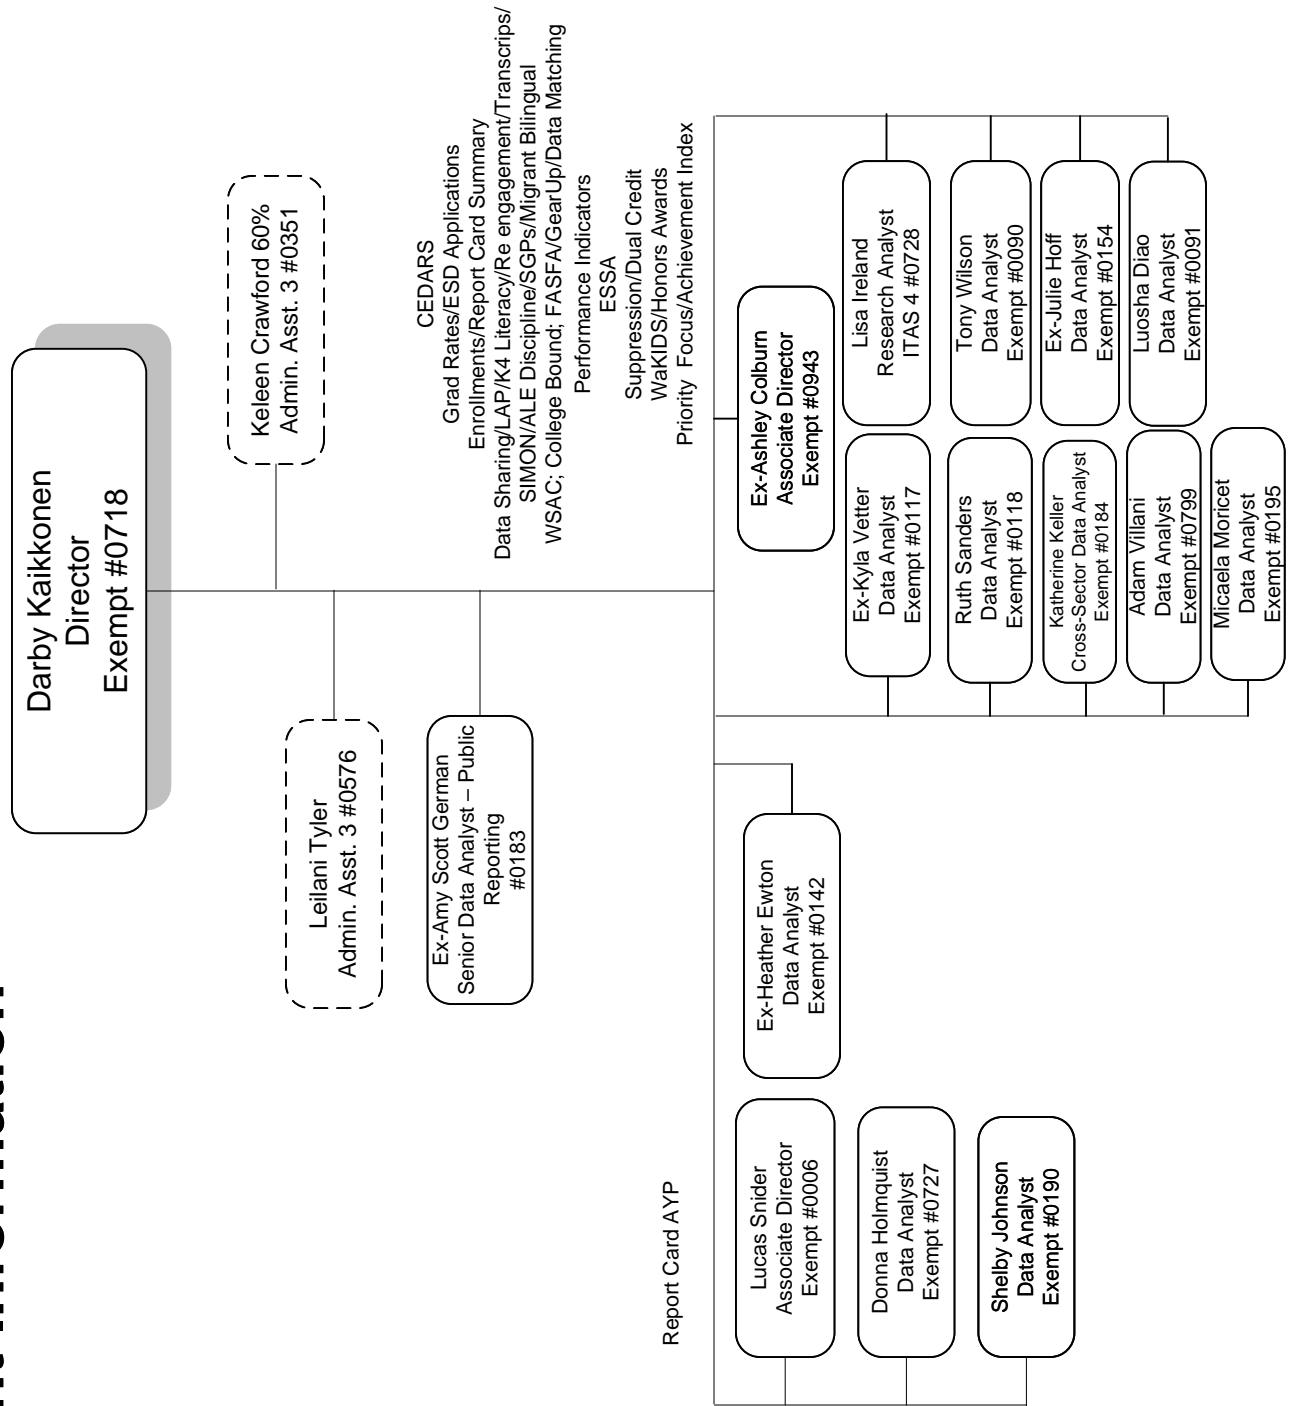 Information
Darby Kaikkonen
Director
Exempt #0718
Keleen Crawford 60%
Admin. Asst. 3 #0351
Leilani Tyler
Admin. Asst. 3 #0576
Ex-Amy Scott German
Senior Data Analyst – Public
Reporting
#0183
CEDARS
Grad Rates/ESD Applications
Enrollments/Report Card Summary
Data Sharing/LAP/K4 Literacy/Re engagement/Transcrips/
SIMON/ALE Discipline/SGPs/Migrant Bilingual
WSAC; College Bound; FASFA/GearUp/Data Matching
Performance Indicators
ESSA
Suppression/Dual Credit
WaKIDS/Honors Awards
Priority Focus/Achievement Index
Report Card AYP
Lucas Snider
Associate Director
Exempt #0006
Donna Holmquist
Data Analyst
Exempt #0727
Shelby Johnson
Data Analyst
Exempt #0190
Ex-Heather Ewton
Data Analyst
Exempt #0142
Ex-Ashley Colburn
Associate Director
Exempt #0943
Ex-Kyla Vetter
Data Analyst
Exempt #0117
Lisa Ireland
Research Analyst
ITAS 4 #0728
Ruth Sanders
Data Analyst
Exempt #0118
Tony Wilson
Data Analyst
Exempt #0090
Katherine Keller
Cross-Sector Data Analyst
Exempt #0184
Ex-Julie Hoff
Data Analyst
Exempt #0154
Adam Villani
Data Analyst
Exempt #0799
Luosha Diao
Data Analyst
Exempt #0091
Micaela Moricet
Data Analyst
Exempt #0195